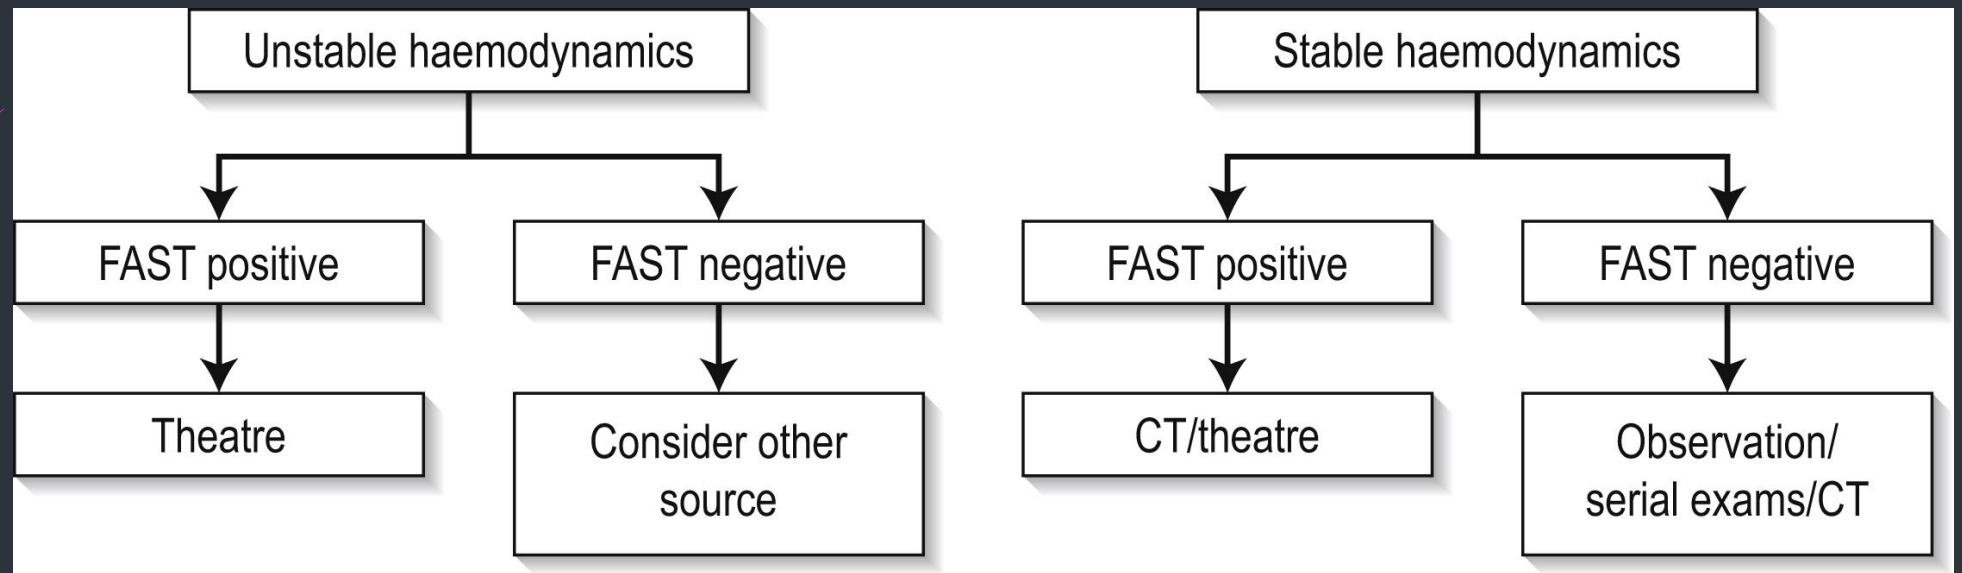 Unstable haemodynamics
Stable haemodynamics
FAST positive
FAST negative
FAST positive
FAST negative
Theatre
Consider other
source
CT/theatre
Observation/
serial exams/CT